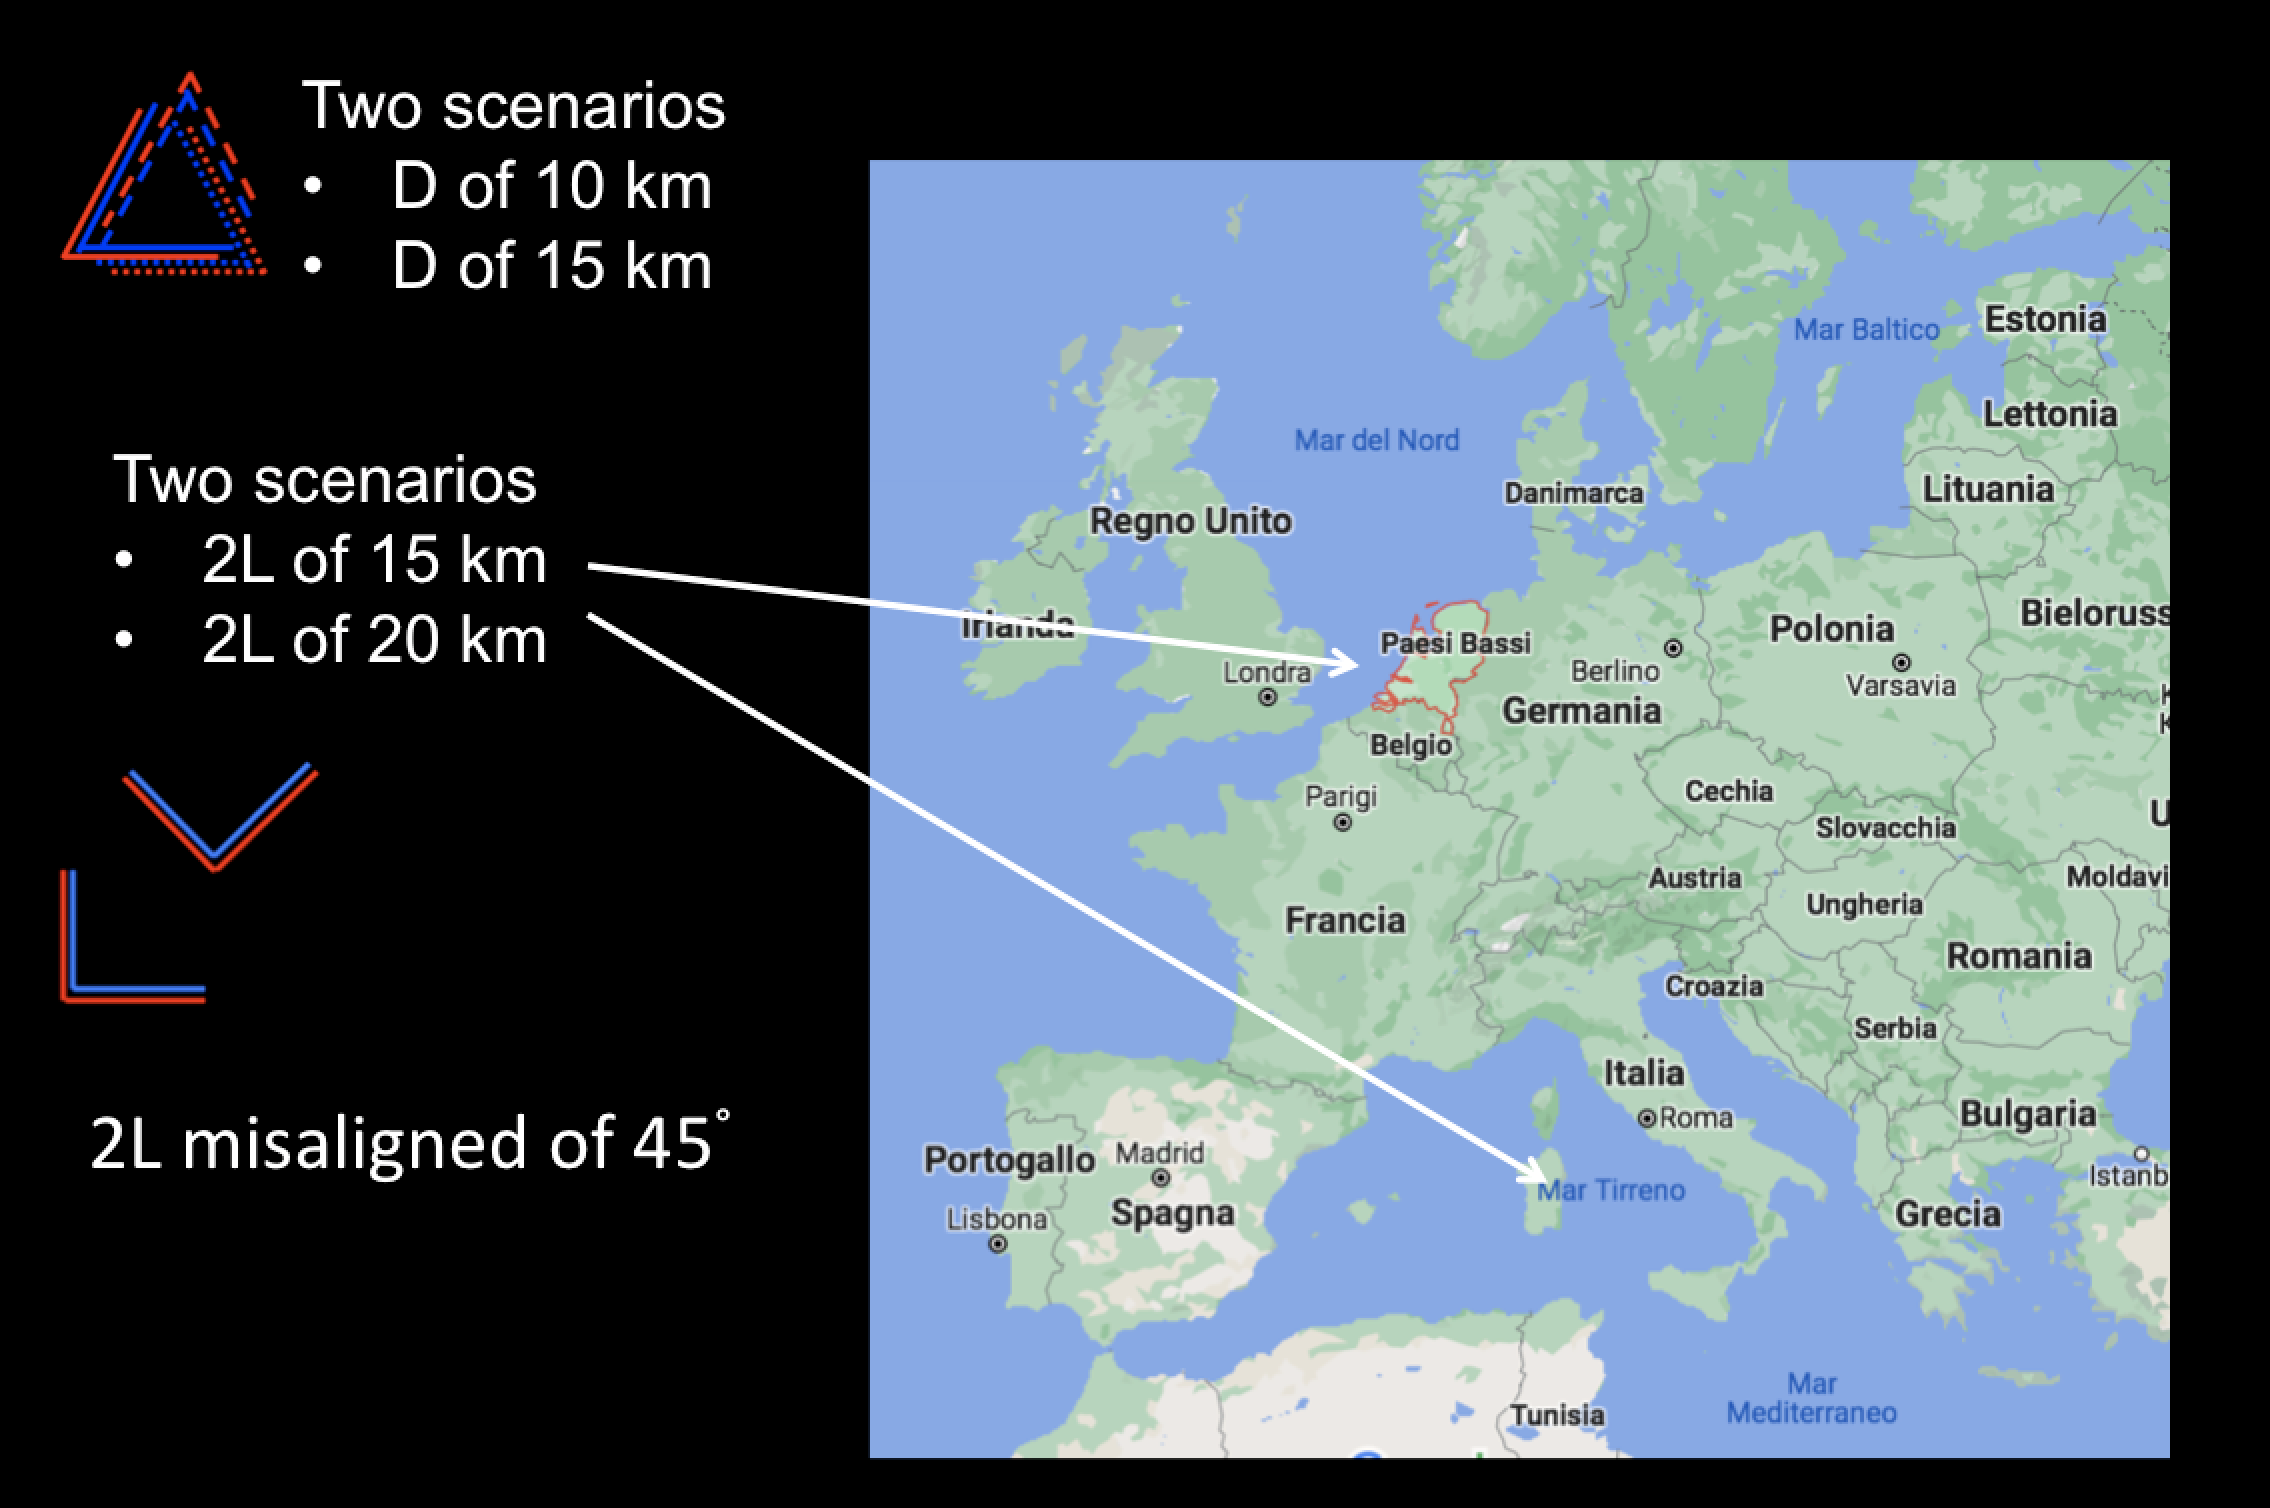 Two scenarios
• D of 10 km
• D of 15 km
Two scenarios
• 2L of 15 km
• 2L of 20 km
2L misaligned of 45°
Estonia
Mar Baltico
Lettonia
Mar del Nord
Lituania
Danimarca
Regno Unito
Bieloruss
Irlanda
Polonia
Paesi Bassi
Berlino
Londra
Varsavia
Germania
Belgio
Cechia
Parigi
U
Slovacchia
Moldavi
Austria
Ungheria
Francia
Romania
Croazia
Serbia
Italia
Bulgaria
Roma
Madrid
Portogallo
Istanb
Mar Tirreno
Spagna
Grecia
Lisbona
Mar
Mediterraneo
Tunisia